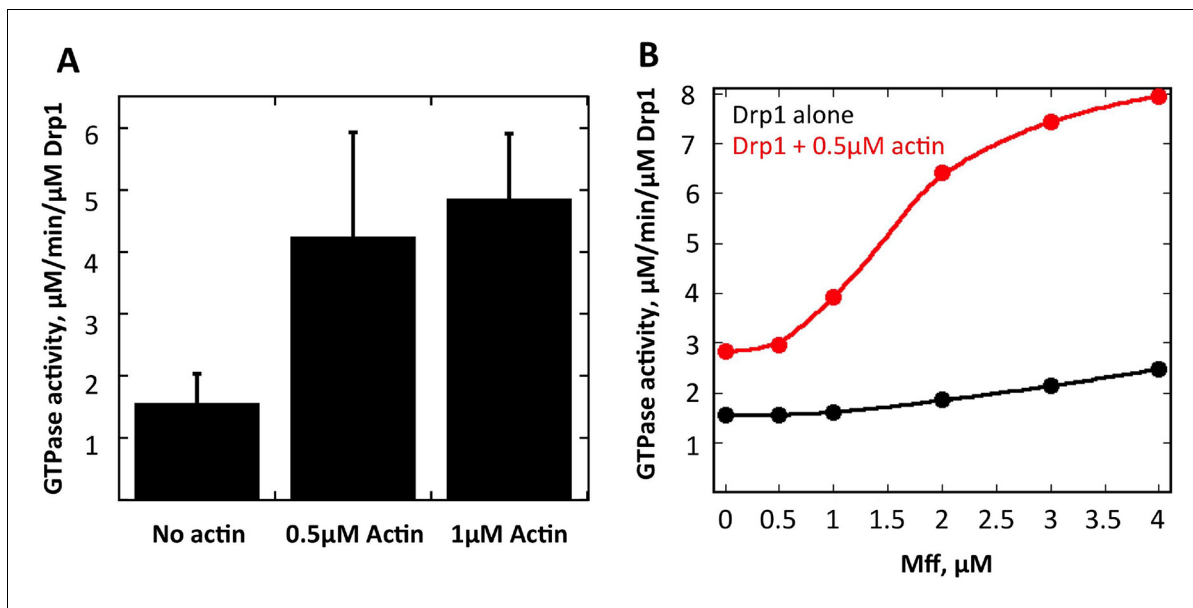 A
GTPase activity, µM/min/µM Drp1
6
5
4
3
2
1
No actin 0.5µM Actin 1µM Actin
B
GTPase activity, µM/min/µM Drp1
8
7
6
5
4
3
2
1
Drp1 alone
Drp1 + 0.5µM actin
0 0.5 1 1.5 2 2.5 3 3.5 4
Mff, µM